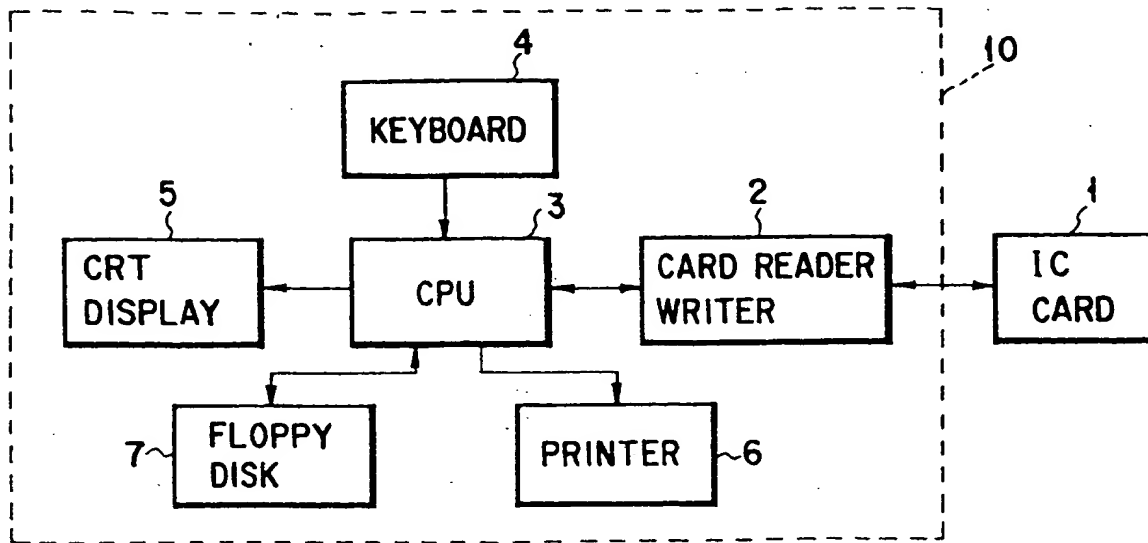 4
10
KEYBOARD
5
3
2
1
CRT
DISPLAY
CPU
CARD READER
WRITER
IC
CARD
7
FLOPPY
DISK
PRINTER
6